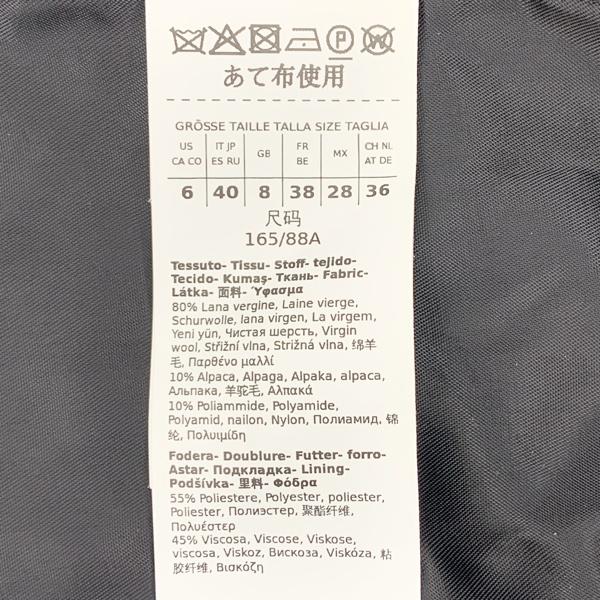 P W
あて布使用
GRÖSSE TAILLE TALLA SIZE TAGLIA
US CA CO IT JP ES RU GB FR BE MX CH NL AT DE
6 40 8 38 28 36
尺码
165/88A
Tessuto- Tissu- Stoff- tejido-
Tecido- Kumaş- Ткань- Fabric-
Látka- 面料- Ύφασμα
80% Lana vergine, Laine vierge,
Schurwolle, lana virgen, La virgem,
Yeni yün, Чистая шерсть, Virgin
wool, Střižní vlna, Strižná vlna, 绵羊
毛, Παρθένο μαλλί
10% Alpaca, Alpaga, Alpaka, alpaca,
Альпака, 羊驼毛, Αλπακά
10% Poliammide, Polyamide,
Polyamid, nailon, Nylon, Полиамид, 锦
纶, Πολυιμίδη
Fodera- Doublure- Futter- forro-
Astar- Подкладка- Lining-
Podšívka- 里料- Φόδρα
55% Poliestere, Polyester, poliester,
Poliester, Полиэстер, 聚酯纤维,
Πολυέστερ
45% Viscosa, Viscose, Viskose,
viscosa, Viskoz, Вискоза, Viskóza, 粘
胶纤维, Βισκόζη